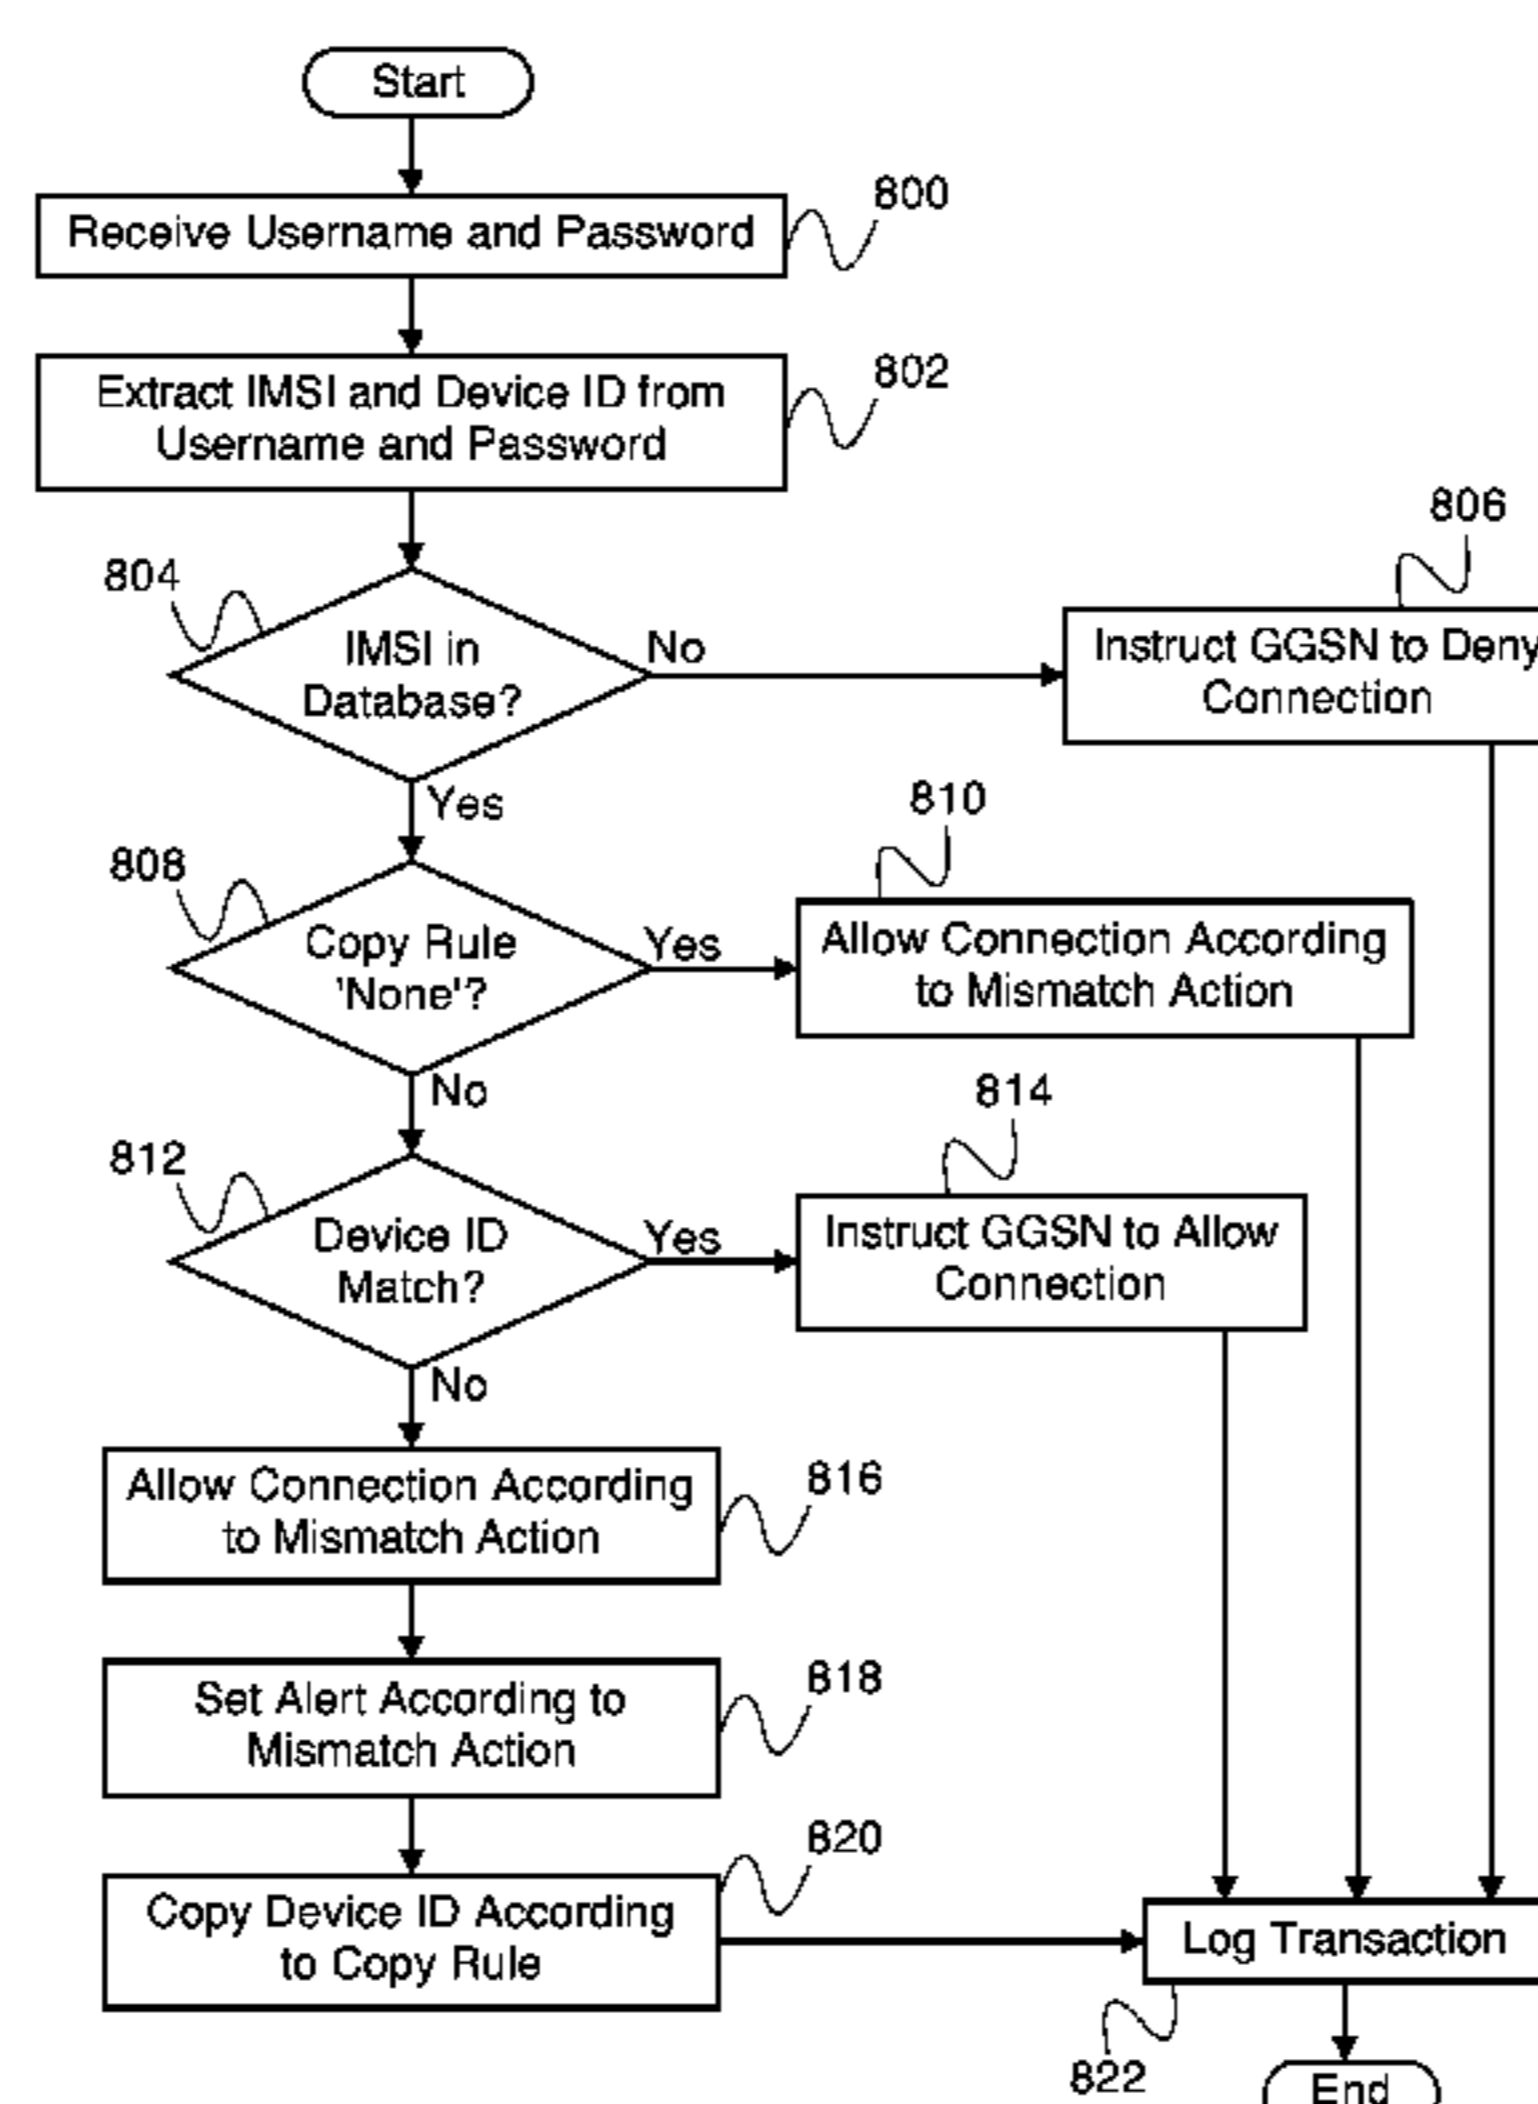 Start
800
Receive Username and Password
802
Extract IMSI and Device ID from
Username and Password
804
806
IMSI in
Database?
No
Instruct GGSN to Deny
Connection
Yes
808
810
Copy Rule
'None'?
Yes
Allow Connection According
to Mismatch Action
No
812
814
Device ID
Match?
Yes
Instruct GGSN to Allow
Connection
No
816
Allow Connection According
to Mismatch Action
818
Set Alert According to
Mismatch Action
820
Copy Device ID According
to Copy Rule
Log Transaction
822
End